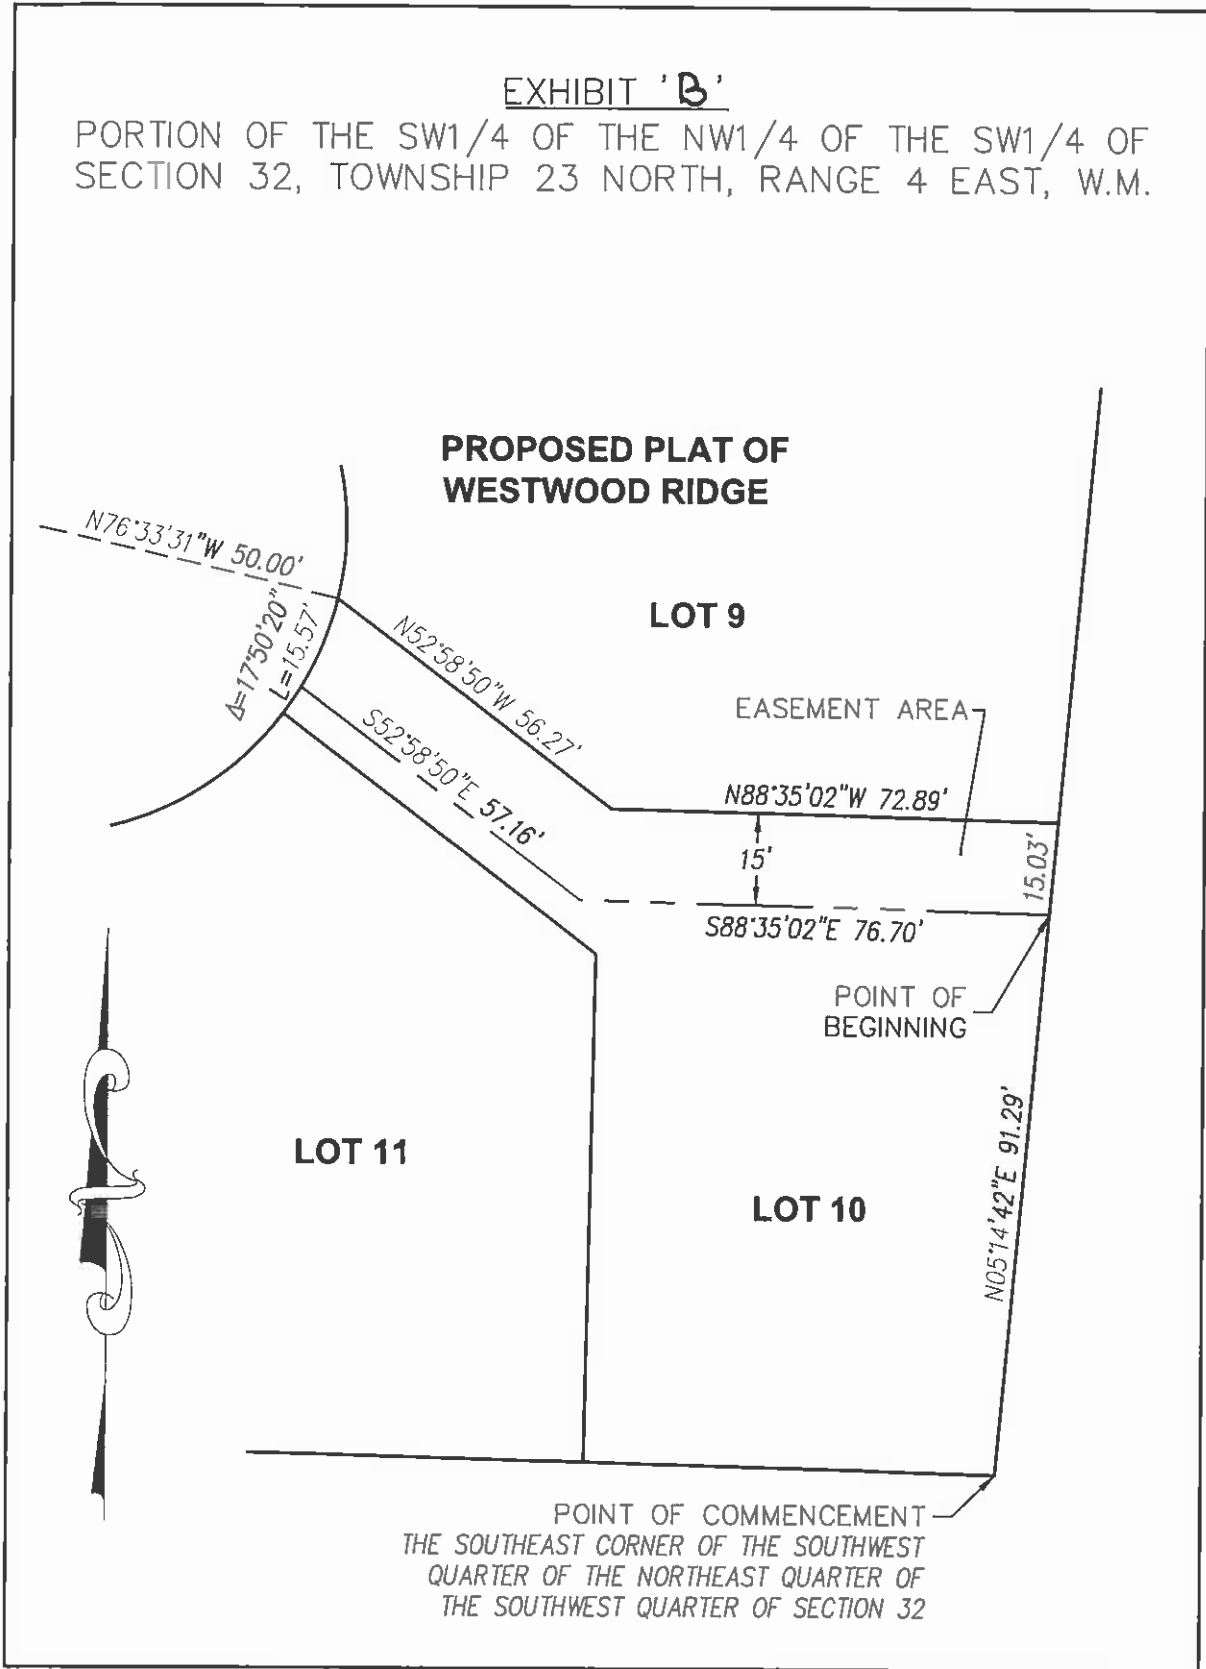 EXHIBIT 'B'
PORTION OF THE SW1/4 OF THE NW1/4 OF THE SW1/4 OF
SECTION 32, TOWNSHIP 23 NORTH, RANGE 4 EAST, W.M.
PROPOSED PLAT OF
WESTWOOD RIDGE
N76°33'31"W 50.00'
Δ=17°50'20"
L=15.57'
LOT 9
N52°58'50"W 56.27'
S52°58'50"E 57.16'
EASEMENT AREA
N88°35'02"W 72.89'
15'
15.03'
S88°35'02"E 76.70'
POINT OF
BEGINNING
N05°14'42"E 91.29'
LOT 11
LOT 10
POINT OF COMMENCEMENT
THE SOUTHEAST CORNER OF THE SOUTHWEST
QUARTER OF THE NORTHEAST QUARTER OF
THE SOUTHWEST QUARTER OF SECTION 32